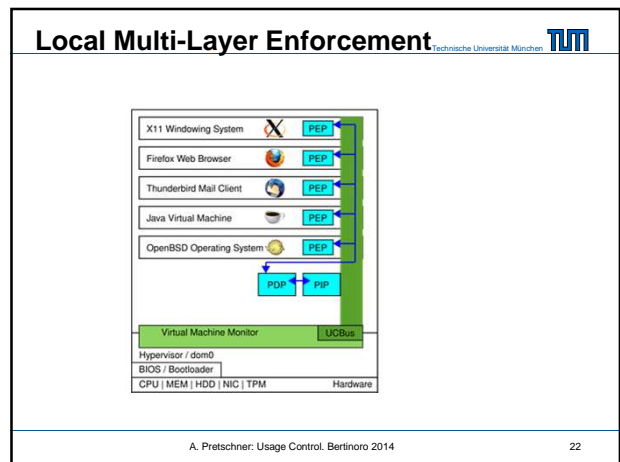 Local Multi-Layer Enforcement
Technische Universität München
TUM
X11 Windowing System
PEP
Firefox Web Browser
PEP
Thunderbird Mail Client
PEP
Java Virtual Machine
PEP
OpenBSD Operating System
PEP
PDP
PIP
Virtual Machine Monitor
UCBus
Hypervisor / dom0
BIOS / Bootloader
CPU | MEM | HDD | NIC | TPM
Hardware
A. Pretschner: Usage Control. Bertinoro 2014
22